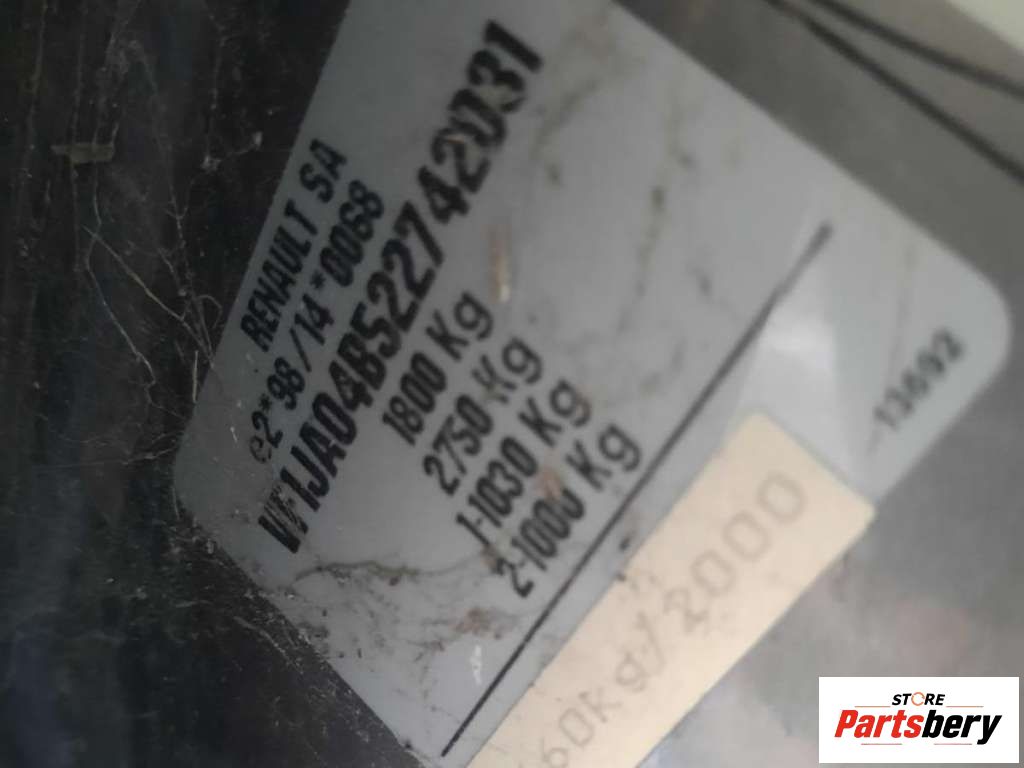 RENAULT SA
e2*98/14*0068
VF1JA04B522742031
1800 Kg
2750 Kg
1-1030 Kg
2-1000 Kg
13692
60kg/2000
STORE
Partsbery